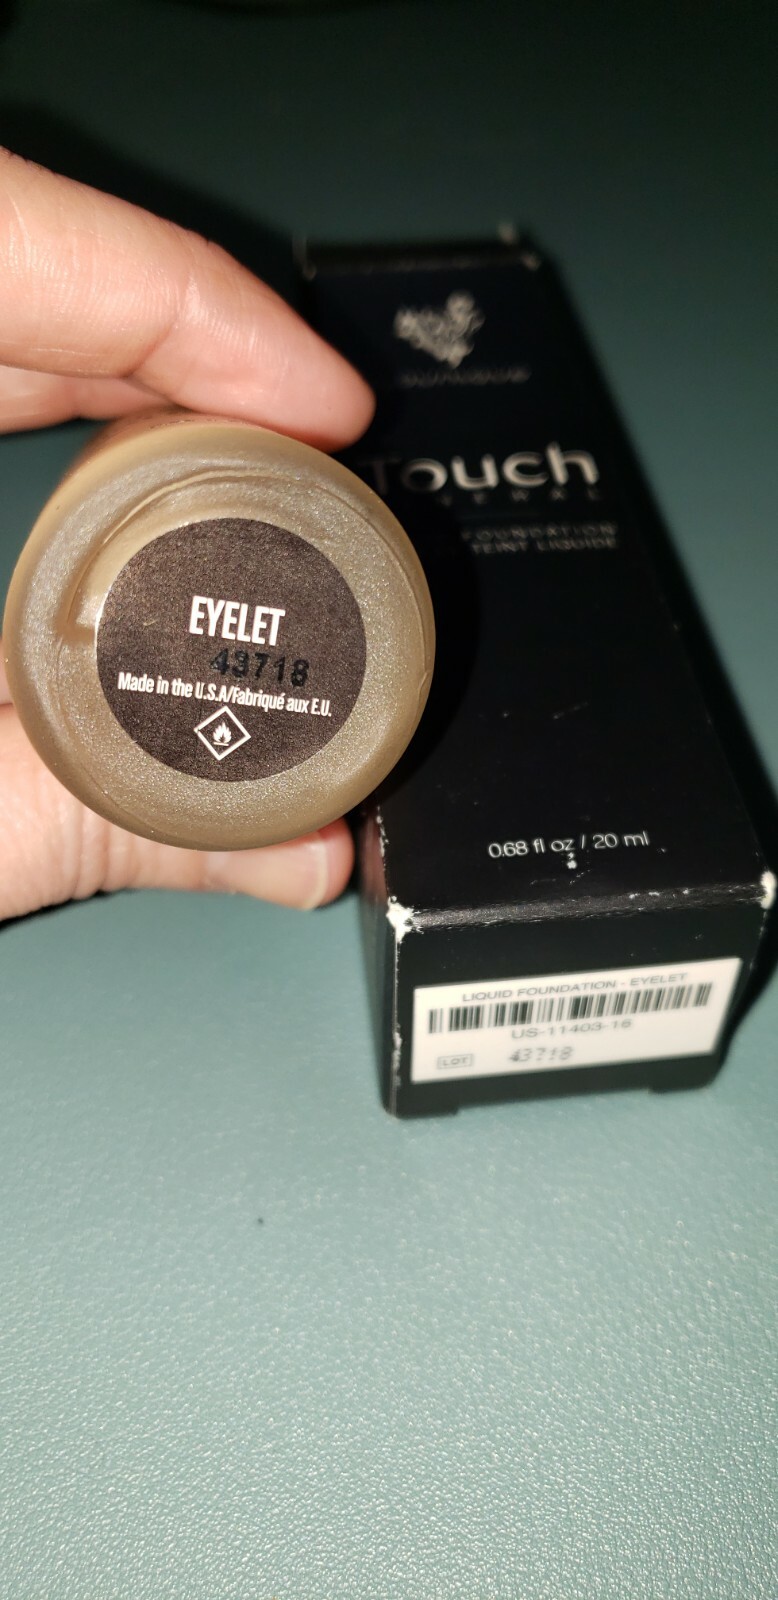 EYELET
43718
Made in the U.S.A/Fabriqué aux E.U.
Touch
FOUNDATION
TEINT LIQUIDE
0.68 fl oz / 20 ml
LIQUID FOUNDATION - EYELET
US-11403-16
LOT 43718